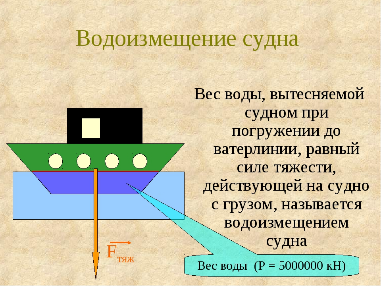 Водоизмещение судна
Вес воды, вытесняемой
судном при
погружении до
ватерлинии, равный
силе тяжести,
действующей на судно
с грузом, называется
водоизмещением
судна
Fтяж
Вес воды (Р = 5000000 кН)